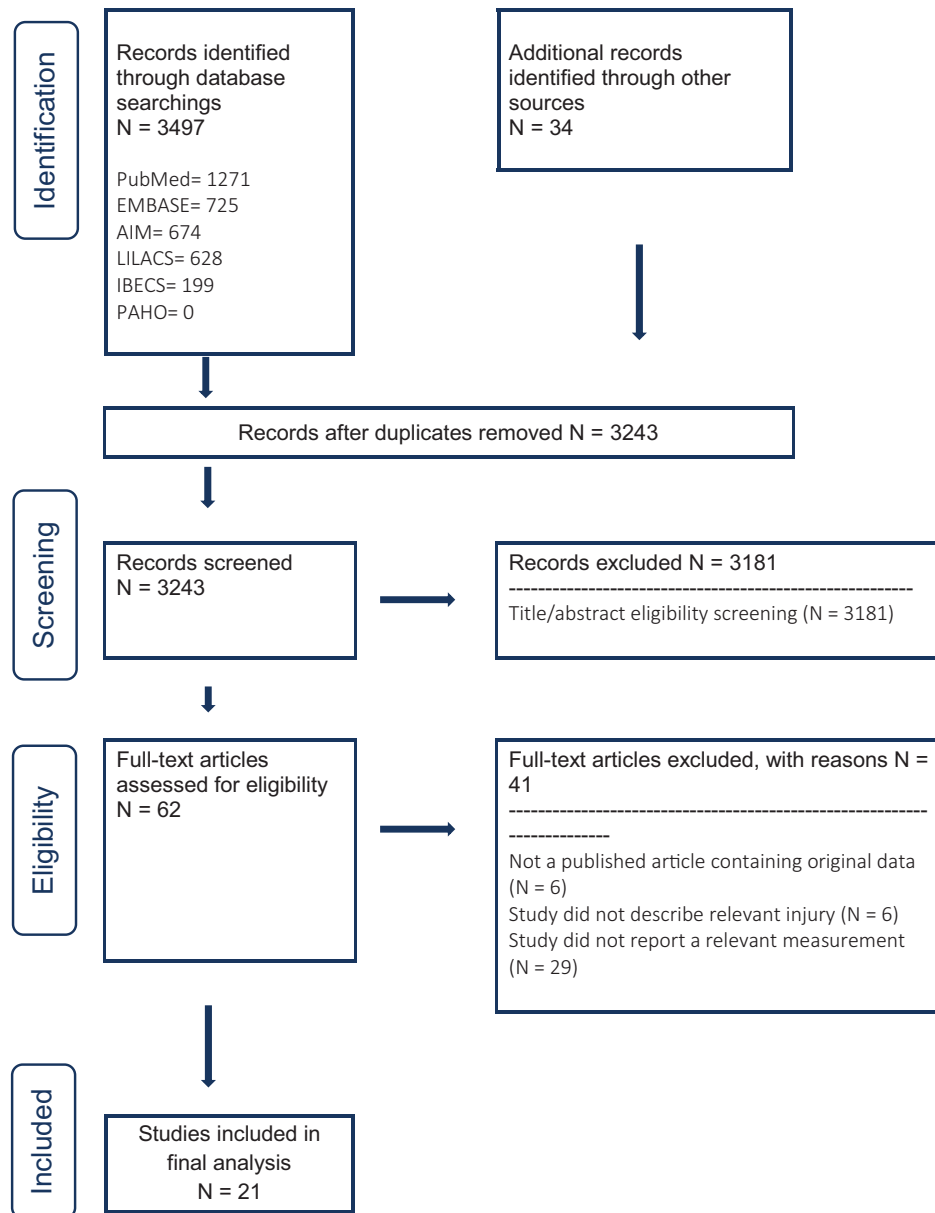 Identification
Records identified
through database
searchings
N = 3497
PubMed= 1271
EMBASE= 725
AIM= 674
LILACS= 628
IBECS= 199
PAHO= 0
Additional records
identified through other
sources
N = 34
Records after duplicates removed N = 3243
Screening
Records screened
N = 3243
Records excluded N = 3181
----------------------------------------------------------
Title/abstract eligibility screening (N = 3181)
Eligibility
Full-text articles
assessed for eligibility
N = 62
Full-text articles excluded, with reasons N =
41
------------------------------------------------------------
---------------
Not a published article containing original data
(N = 6)
Study did not describe relevant injury (N = 6)
Study did not report a relevant measurement
(N = 29)
Included
Studies included in
final analysis
N = 21